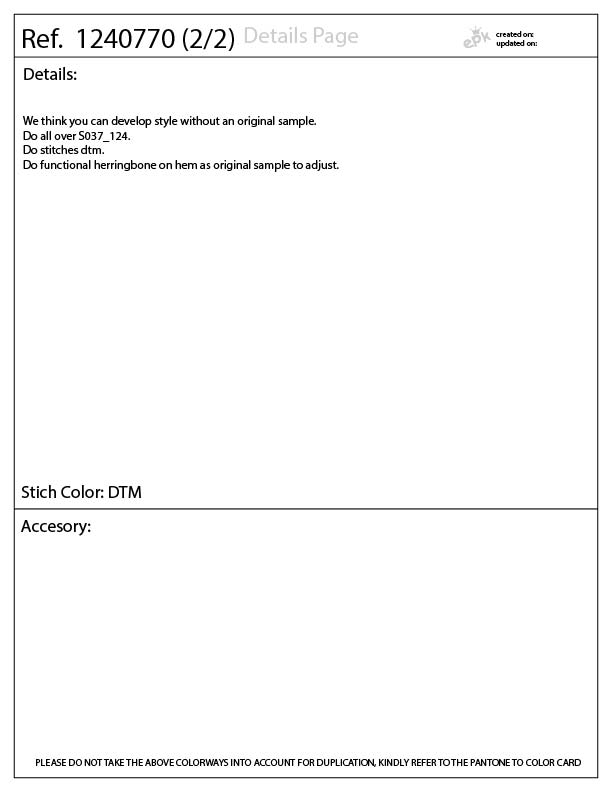 Ref. 1240770 (2/2) Details Page
epk
created on:
updated on:
Details:
We think you can develop style without an original sample.
Do all over S037_124.
Do stitches dtm.
Do functional herringbone on hem as original sample to adjust.
Stich Color: DTM
Accesory:
PLEASE DO NOT TAKE THE ABOVE COLORWAYS INTO ACCOUNT FOR DUPLICATION, KINDLY REFER TO THE PANTONE TO COLOR CARD